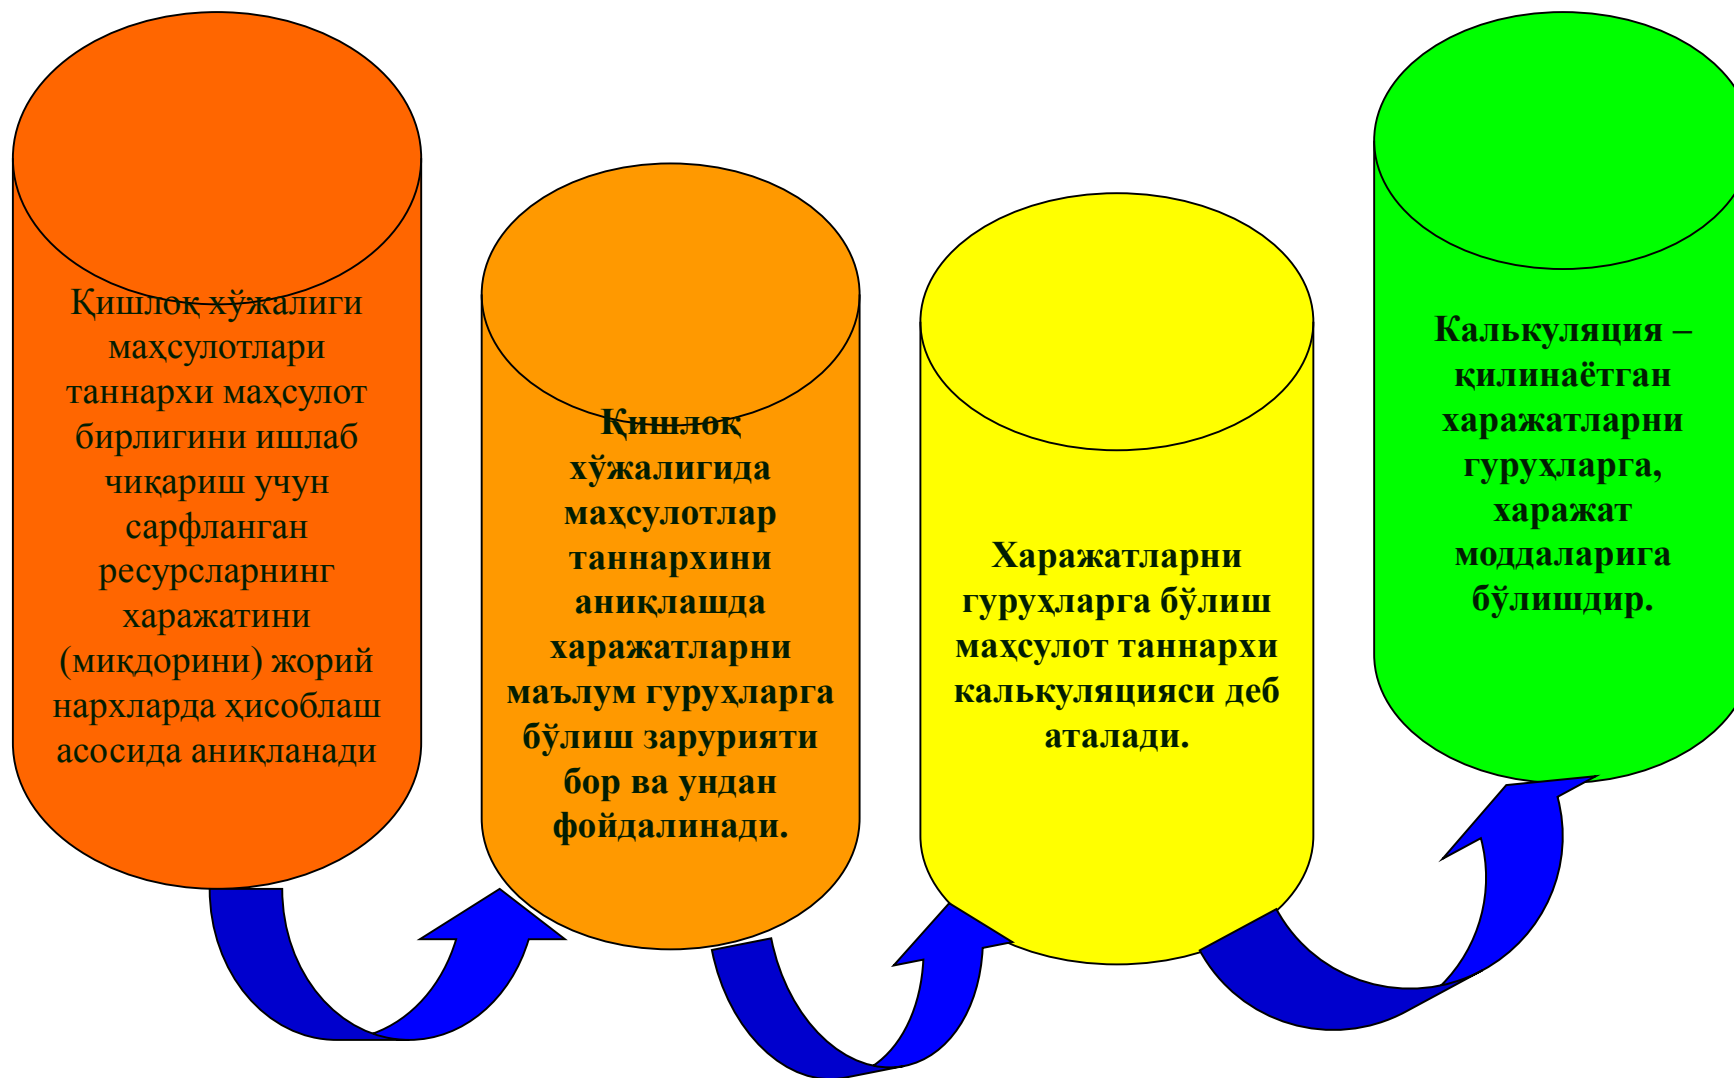 Қишлоқ хўжалиги
маҳсулотлари
таннархи маҳсулот
бирлигини ишлаб
чиқариш учун
сарфланган
ресурсларнинг
харажатини
(миқдорини) жорий
нархларда ҳисоблаш
асосида аниқланади
Қишлоқ
хўжалигида
маҳсулотлар
таннархини
аниқлашда
харажатларни
маълум гуруҳларга
бўлиш зарурияти
бор ва ундан
фойдалинади.
Харажатларни
гуруҳларга бўлиш
маҳсулот таннархи
калькуляцияси деб
аталади.
Калькуляция –
қилинаётган
харажатларни
гуруҳларга,
харажат
моддаларига
бўлишдир.